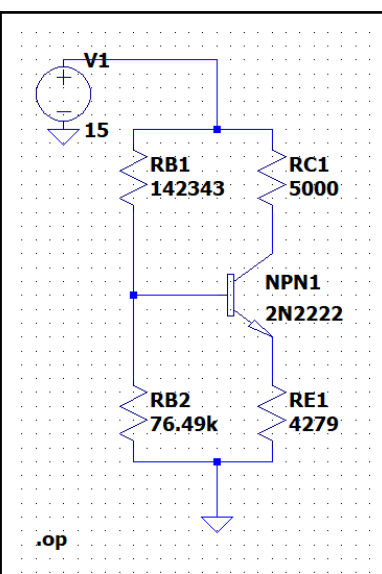 V1
15
RB1
142343
RC1
5000
NPN1
2N2222
RB2
76.49k
RE1
4279
.op